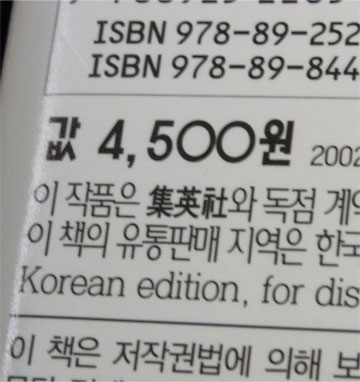 ISBN 978-89-252
ISBN 978-89-844
값 4,500원 2002
이 작품은 集英社와 독점 계약
이 책의 유통판매 지역은 한국
Korean edition, for dis
이 책은 저작권법에 의해 보